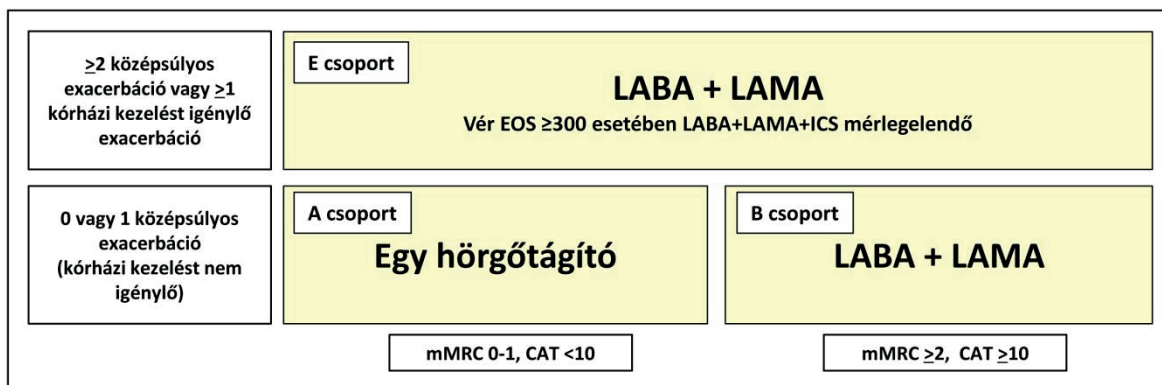 ≥2 középsúlyos
exacerbáció vagy ≥1
kórházi kezelést igénylő
exacerbáció
E csoport
LABA + LAMA
Vér EOS ≥300 esetében LABA+LAMA+ICS mérlegelendő
0 vagy 1 középsúlyos
exacerbáció
(kórházi kezelést nem
igénylő)
A csoport
Egy hörgőtágító
B csoport
LABA + LAMA
mMRC 0-1, CAT <10
mMRC ≥2, CAT ≥10